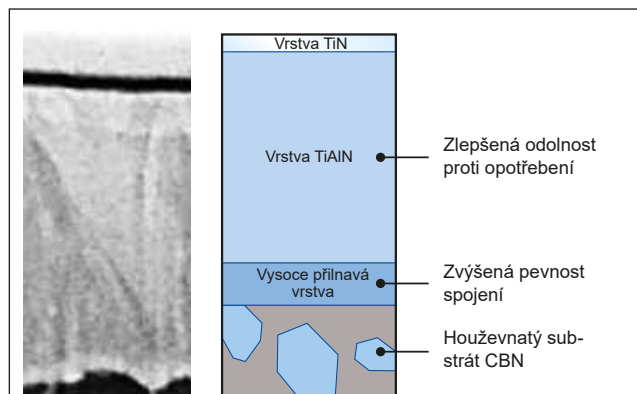 Vrstva TiN
Vrstva TiAlN
Zlepšená odolnost
proti opotřebení
Vysoce přilnavá
vrstva
Zvýšená pevnost
spojení
Houževnatý sub-
strát CBN